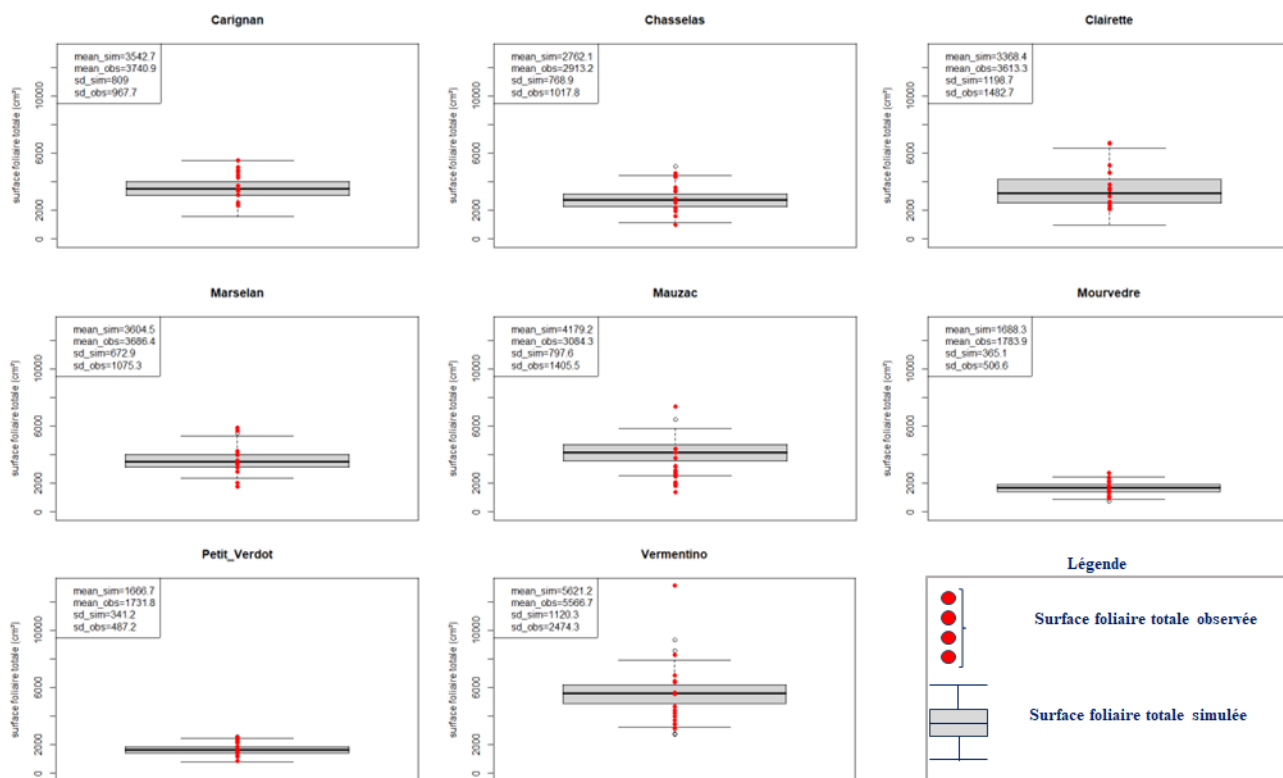 Carignan
mean_sim=3542.7
mean_obs=3740.9
sd_sim=809
sd_obs=967.7
surface foliaire totale (cm²)
0 2000 6000 10000
Chasselas
mean_sim=2762.1
mean_obs=2913.2
sd_sim=768.9
sd_obs=1017.8
surface foliaire totale (cm²)
0 2000 6000 10000
Clairette
mean_sim=3368.4
mean_obs=3613.3
sd_sim=1198.7
sd_obs=1482.7
surface foliaire totale (cm²)
0 2000 6000 10000
Marselan
mean_sim=3604.5
mean_obs=3686.4
sd_sim=672.9
sd_obs=1075.3
surface foliaire totale (cm²)
0 2000 6000 10000
Mauzac
mean_sim=4179.2
mean_obs=3084.3
sd_sim=797.6
sd_obs=1405.5
surface foliaire totale (cm²)
0 2000 6000 10000
Mourvedre
mean_sim=1688.3
mean_obs=1783.9
sd_sim=365.1
sd_obs=506.6
surface foliaire totale (cm²)
0 2000 6000 10000
Petit_Verdot
mean_sim=1666.7
mean_obs=1731.8
sd_sim=341.2
sd_obs=487.2
surface foliaire totale (cm²)
0 2000 6000 10000
Vermentino
mean_sim=5621.2
mean_obs=5566.7
sd_sim=1120.3
sd_obs=2474.3
surface foliaire totale (cm²)
0 2000 6000 10000
Légende
Surface foliaire totale observée
Surface foliaire totale simulée